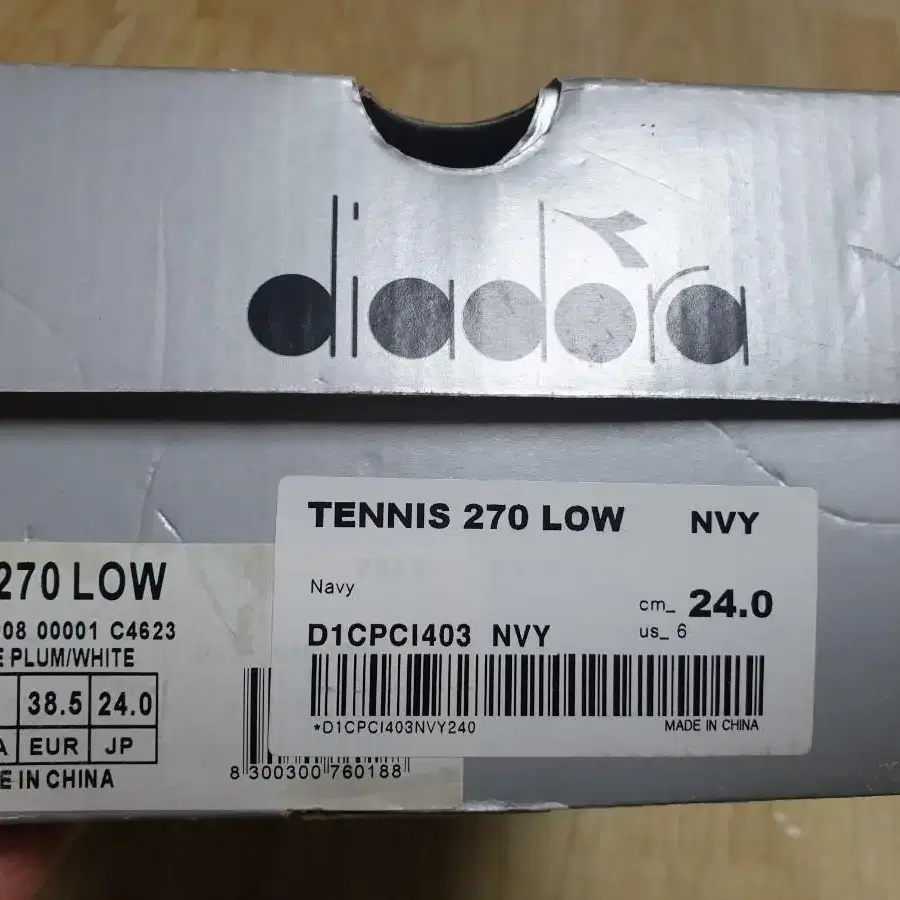 diadora
TENNIS 270 LOW NVY
Navy
cm_ 24.0
us_ 6
D1CPCI403 NVY
*D1CPCI403NVY240
MADE IN CHINA
270 LOW
08 00001 C4623
PLUM/WHITE
38.5 24.0
A EUR JP
E IN CHINA
8 300300 760188